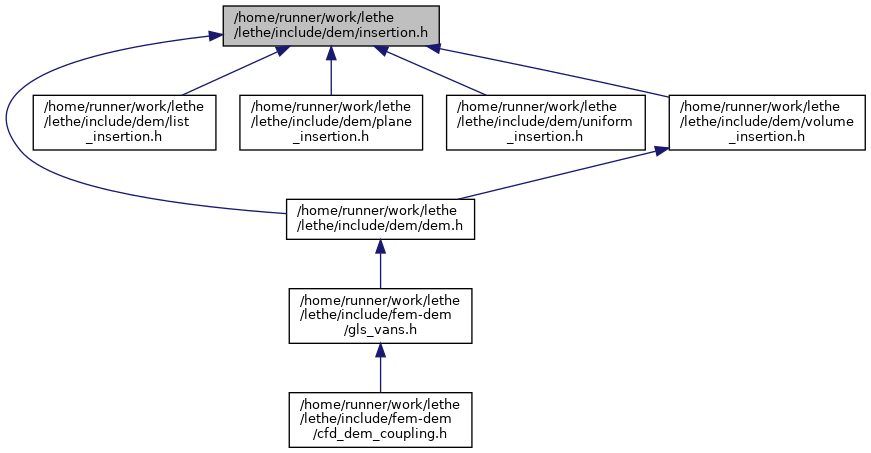 /home/runner/work/lethe
/lethe/include/dem/insertion.h
/home/runner/work/lethe
/lethe/include/dem/list
_insertion.h
/home/runner/work/lethe
/lethe/include/dem/plane
_insertion.h
/home/runner/work/lethe
/lethe/include/dem/uniform
_insertion.h
/home/runner/work/lethe
/lethe/include/dem/volume
_insertion.h
/home/runner/work/lethe
/lethe/include/dem/dem.h
/home/runner/work/lethe
/lethe/include/fem-dem
/gls_vans.h
/home/runner/work/lethe
/lethe/include/fem-dem
/cfd_dem_coupling.h